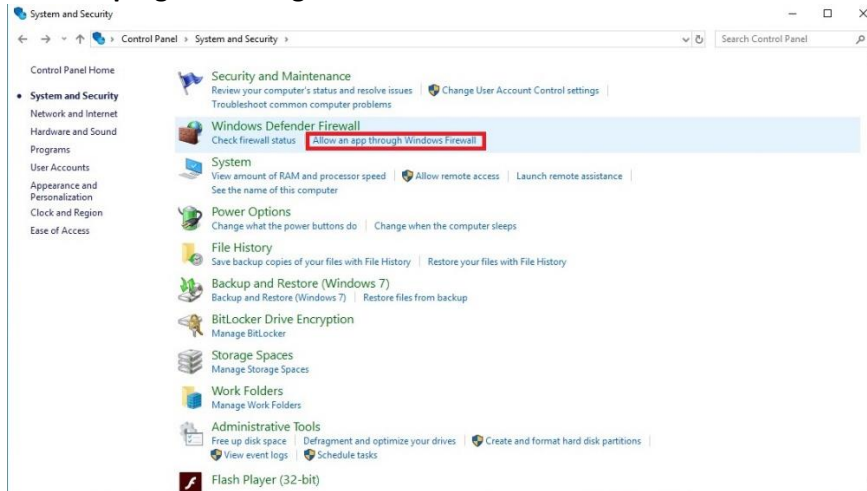 System and Security
Control Panel > System and Security >
Search Control Panel
Control Panel Home
System and Security
Network and Internet
Hardware and Sound
Programs
User Accounts
Appearance and
Personalization
Clock and Region
Ease of Access
Security and Maintenance
Review your computer's status and resolve issues | Change User Account Control settings |
Troubleshoot common computer problems
Windows Defender Firewall
Check firewall status | Allow an app through Windows Firewall
System
View amount of RAM and processor speed | Allow remote access | Launch remote assistance |
See the name of this computer
Power Options
Change what the power buttons do | Change when the computer sleeps
File History
Save backup copies of your files with File History | Restore your files with File History
Backup and Restore (Windows 7)
Backup and Restore (Windows 7) | Restore files from backup
BitLocker Drive Encryption
Manage BitLocker
Storage Spaces
Manage Storage Spaces
Work Folders
Manage Work Folders
Administrative Tools
Free up disk space | Defragment and optimize your drives | Create and format hard disk partitions |
View event logs | Schedule tasks
Flash Player (32-bit)